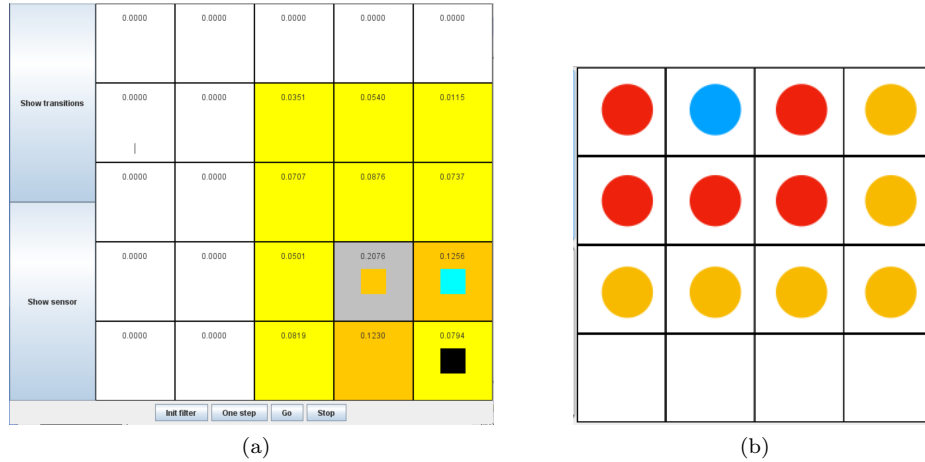 0.0000 0.0000 0.0000 0.0000 0.0000
Show transitions
0.0000 0.0000 0.0351 0.0540 0.0115
0.0000 0.0000 0.0707 0.0876 0.0737
0.0000 0.0000 0.0501 0.2076 0.1256
Show sensor
0.0000 0.0000 0.0819 0.1230 0.0794
Init filter One step Go Stop
(a) (b)